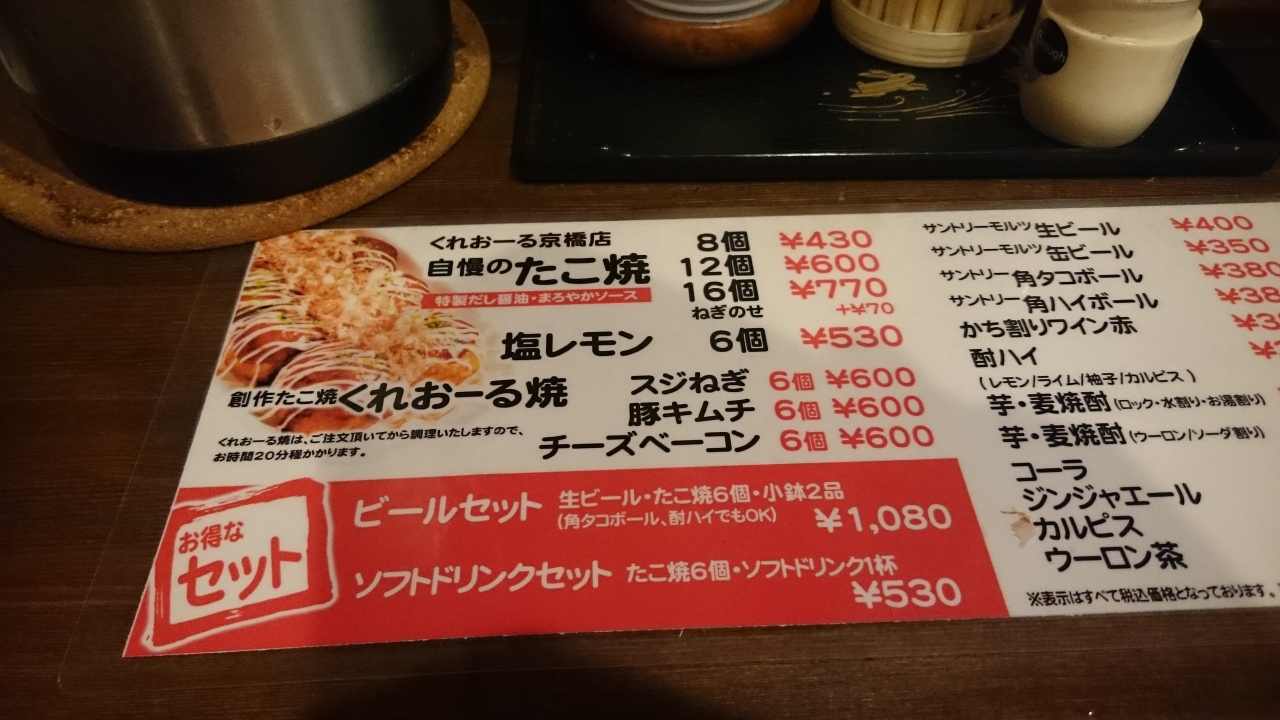 くれおーる京橋店
自慢のたこ焼
特製だし醤油・まろやかソース
8個 ¥430
12個 ¥600
16個 ¥770
ねぎのせ +¥70
塩レモン 6個 ¥530
創作たこ焼くれおーる焼
スジねぎ 6個 ¥600
豚キムチ 6個 ¥600
チーズベーコン 6個 ¥600
くれおーる焼は、ご注文頂いてから調理いたしますので、
お時間20分程かかります。
お得な
セット
ビールセット 生ビール・たこ焼6個・小鉢2品
(角タコボール、酎ハイでもOK) ¥1,080
ソフトドリンクセット たこ焼6個・ソフトドリンク1杯
¥530
サントリーモルツ生ビール ¥400
サントリーモルツ缶ビール ¥350
サントリー角タコボール ¥380
サントリー角ハイボール ¥38
かち割りワイン赤
酎ハイ
(レモン/ライム/柚子/カルピス)
芋・麦焼酎(ロック・水割り・お湯割り)
芋・麦焼酎(ウーロン/ソーダ割り)
コーラ
ジンジャエール
カルピス
ウーロン茶
※表示はすべて税込価格となっております。